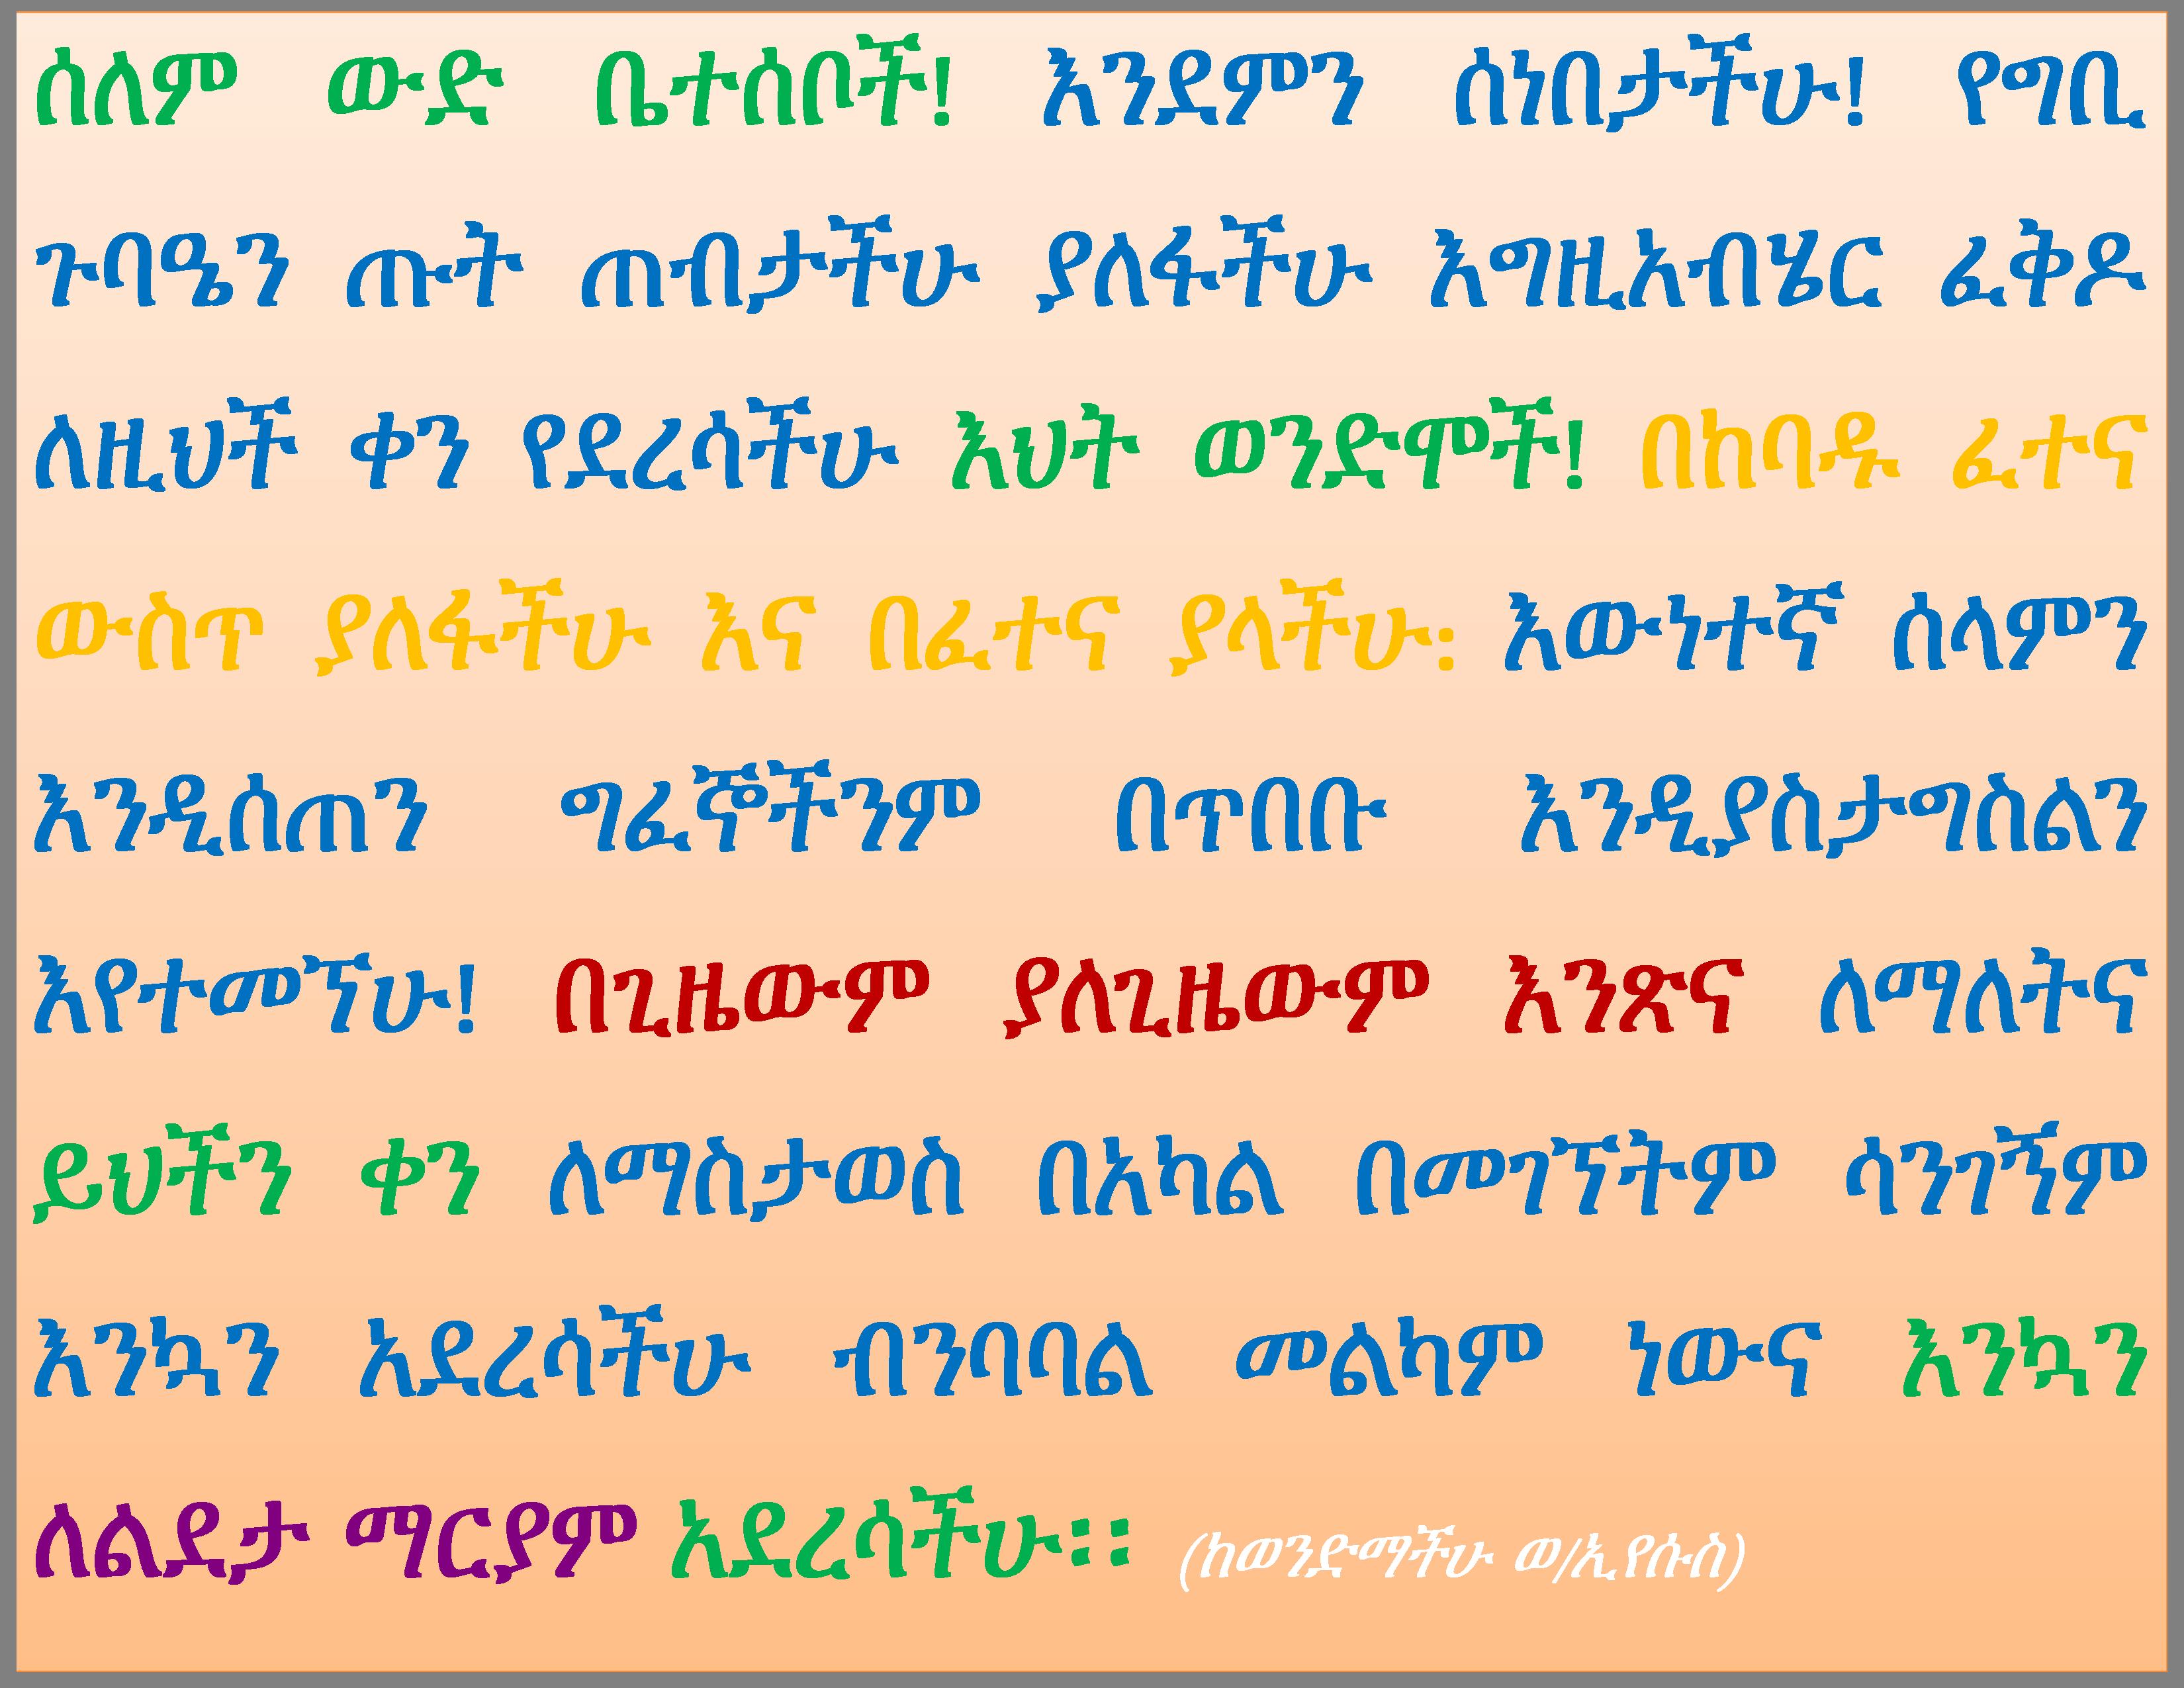 ሰለም ውድ ቤተሰቦች! እንደምን ሰነበታችሁ! የግቢ
ጉባዔን ጡት ጠብታችሁ ያለፋችሁ እግዚአብሄር ፈቅዶ
ለዚህች ቀን የደረሳችሁ እህት ወንድሞች! በከባዱ ፈተና
ውስጥ ያለፋችሁ እና በፈተና ያላችሁ፡ እውነተኛ ሰላምን
እንዲሰጠን ግፈኞችንም በጥበቡ እንዲያስታግስልን
እየተመኘሁ! በጊዜውም ያለጊዜውም እንጽና ለማለትና
ይህችን ቀን ለማስታወስ በአካል በመገኘትም ሳንገኝም
እንኳን አደረሳችሁ ብንባባል መልካም ነውና እንኳን
ለልደታ ማርያም አደረሳችሁ፡፡ (ከወንድማችሁ ወ/ኢየሱስ)